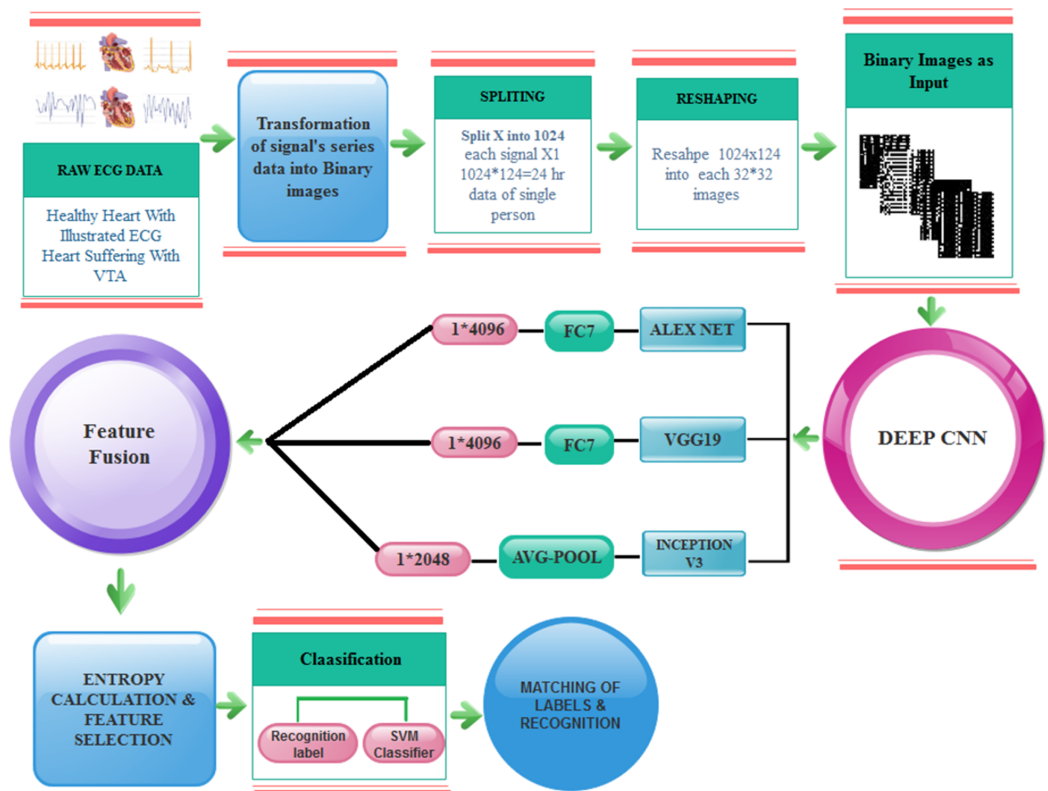 RAW ECG DATA
Healthy Heart With
Illustrated ECG
Heart Suffering With
VTA
Transformation
of signal's series
data into Binary
images
SPLITING
Split X into 1024
each signal X1
1024*124=24 hr
data of single
person
RESHAPING
Resahpe 1024x124
into each 32*32
images
Binary Images as
Input
DEEP CNN
ALEX NET
FC7
1*4096
VGG19
FC7
1*4096
INCEPTION
V3
AVG-POOL
1*2048
Feature
Fusion
ENTROPY
CALCULATION &
FEATURE
SELECTION
Claasification
Recognition
label
SVM
Classifier
MATCHING OF
LABELS &
RECOGNITION